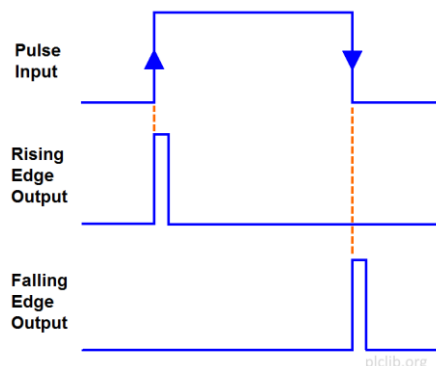 Pulse
Input
Rising
Edge
Output
Falling
Edge
Output
plclib.org